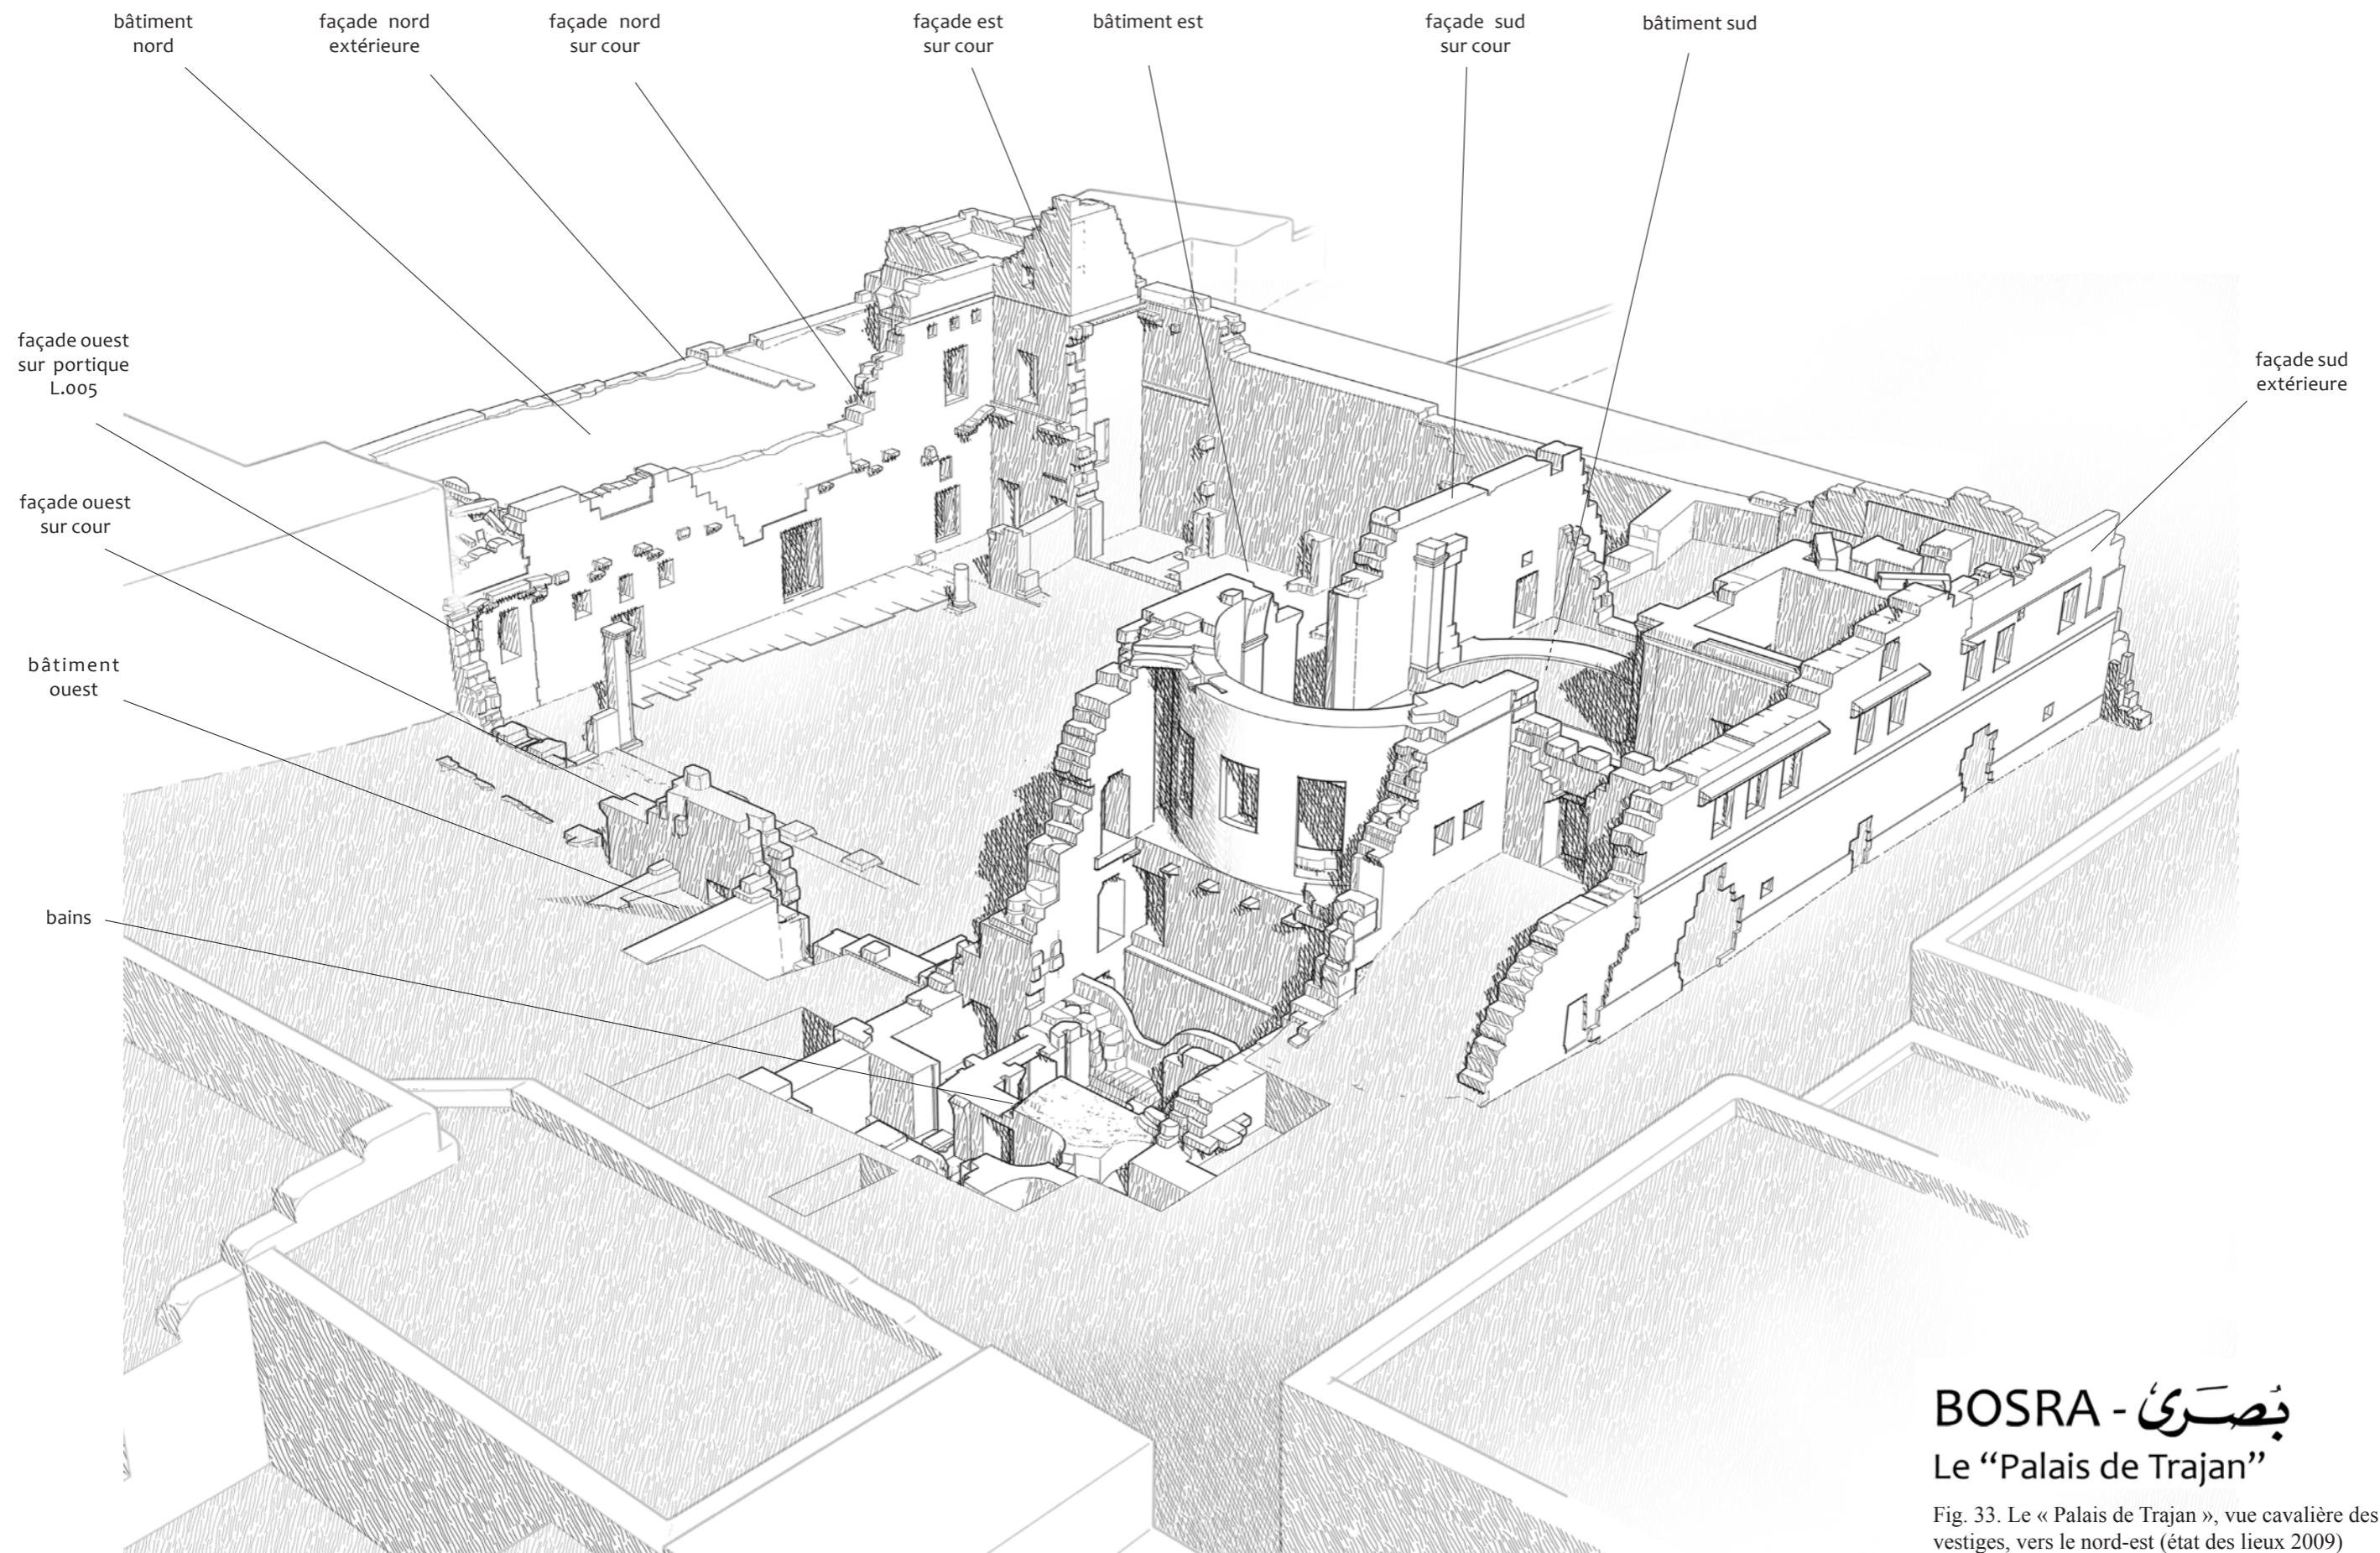 bâtiment
nord
façade nord
extérieure
façade nord
sur cour
façade est
sur cour
bâtiment est
façade sud
sur cour
bâtiment sud
façade ouest
sur portique
L.005
façade sud
extérieure
façade ouest
sur cour
bâtiment
ouest
bains
BOSRA - بُصَرَىٰ
Le “Palais de Trajan”
Fig. 33. Le « Palais de Trajan », vue cavalière des
vestiges, vers le nord-est (état des lieux 2009)